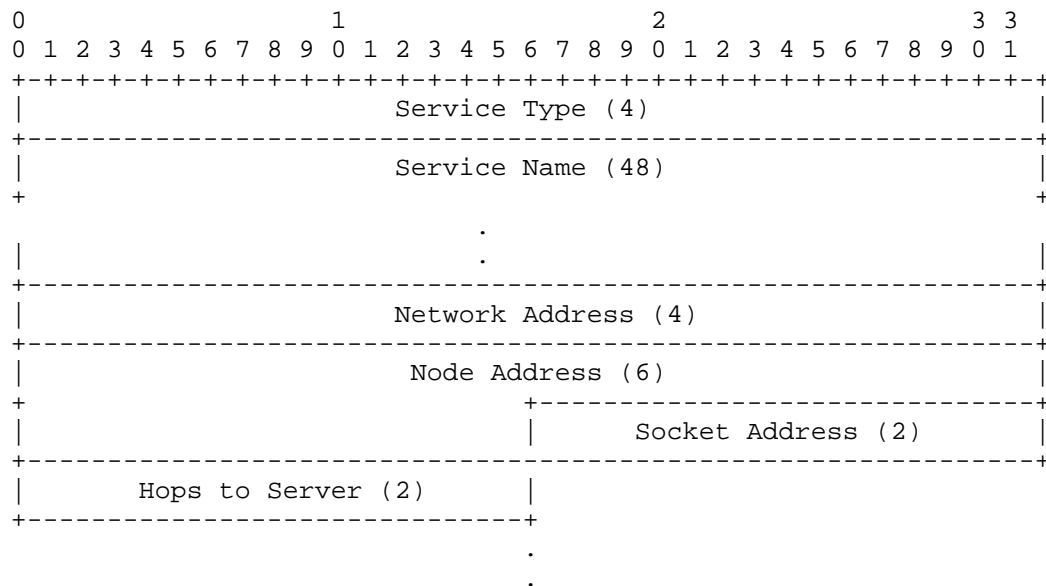 0                   1                   2                   3 3
0 1 2 3 4 5 6 7 8 9 0 1 2 3 4 5 6 7 8 9 0 1 2 3 4 5 6 7 8 9 0 1
+-+-+-+-+-+-+-+-+-+-+-+-+-+-+-+-+-+-+-+-+-+-+-+-+-+-+-+-+-+-+-+-+
|                       Service Type (4)                        |
+---------------------------------------------------------------+
|                       Service Name (48)                       |
+                                                               +
                             .
|                            .                                  |
+---------------------------------------------------------------+
|                       Network Address (4)                     |
+---------------------------------------------------------------+
|                        Node Address (6)                       |
+                               +-------------------------------+
|                               |      Socket Address (2)       |
+---------------------------------------------------------------+
|       Hops to Server (2)      |
+-------------------------------+
                                .
                                .